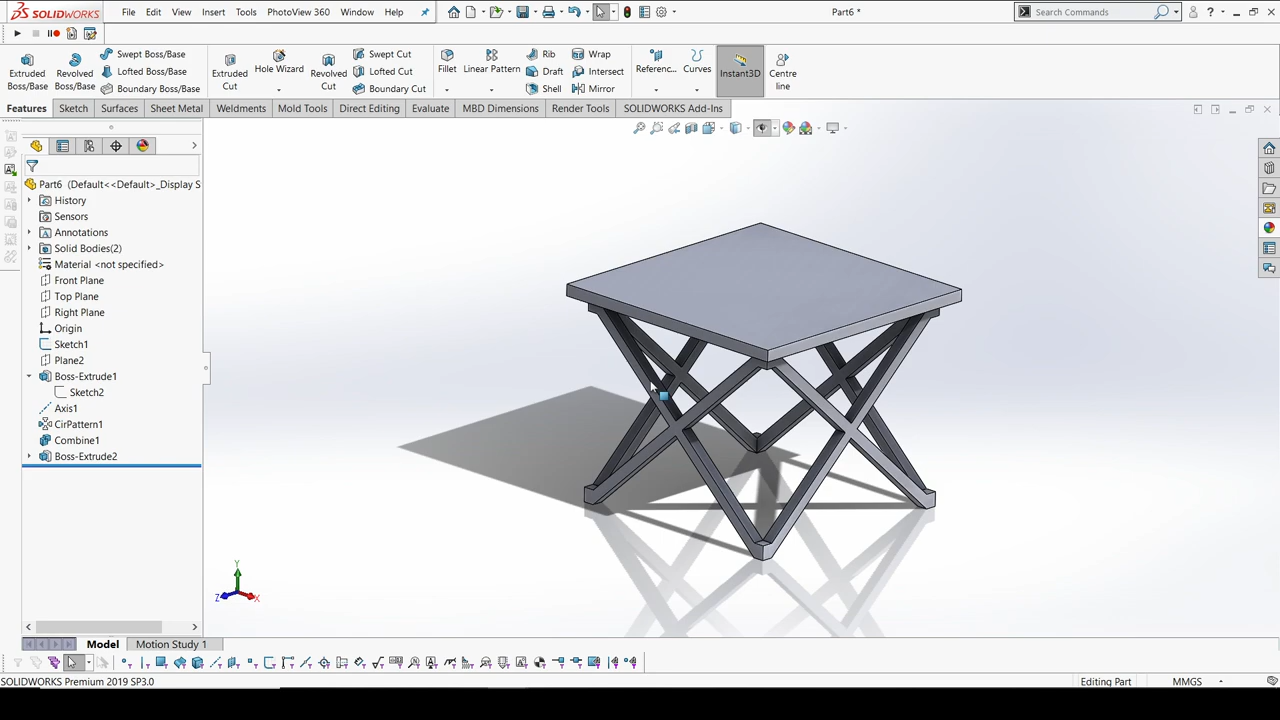 SOLIDWORKS
File
Edit
View
Insert
Tools
PhotoView 360
Window
Help
Part6 *
Search Commands
Extruded Boss/Base
Revolved Boss/Base
Swept Boss/Base
Lofted Boss/Base
Boundary Boss/Base
Extruded Cut
Hole Wizard
Revolved Cut
Swept Cut
Lofted Cut
Boundary Cut
Fillet
Linear Pattern
Rib
Draft
Shell
Wrap
Intersect
Mirror
Referenc...
Curves
Instant3D
Centre line
Features
Sketch
Surfaces
Sheet Metal
Weldments
Mold Tools
Direct Editing
Evaluate
MBD Dimensions
Render Tools
SOLIDWORKS Add-Ins
Part6 (Default<<Default>_Display S
History
Sensors
Annotations
Solid Bodies(2)
Material <not specified>
Front Plane
Top Plane
Right Plane
Origin
Sketch1
Plane2
Boss-Extrude1
Sketch2
Axis1
CirPattern1
Combine1
Boss-Extrude2
Y
Z
X
Model
Motion Study 1
SOLIDWORKS Premium 2019 SP3.0
Editing Part
MMGS